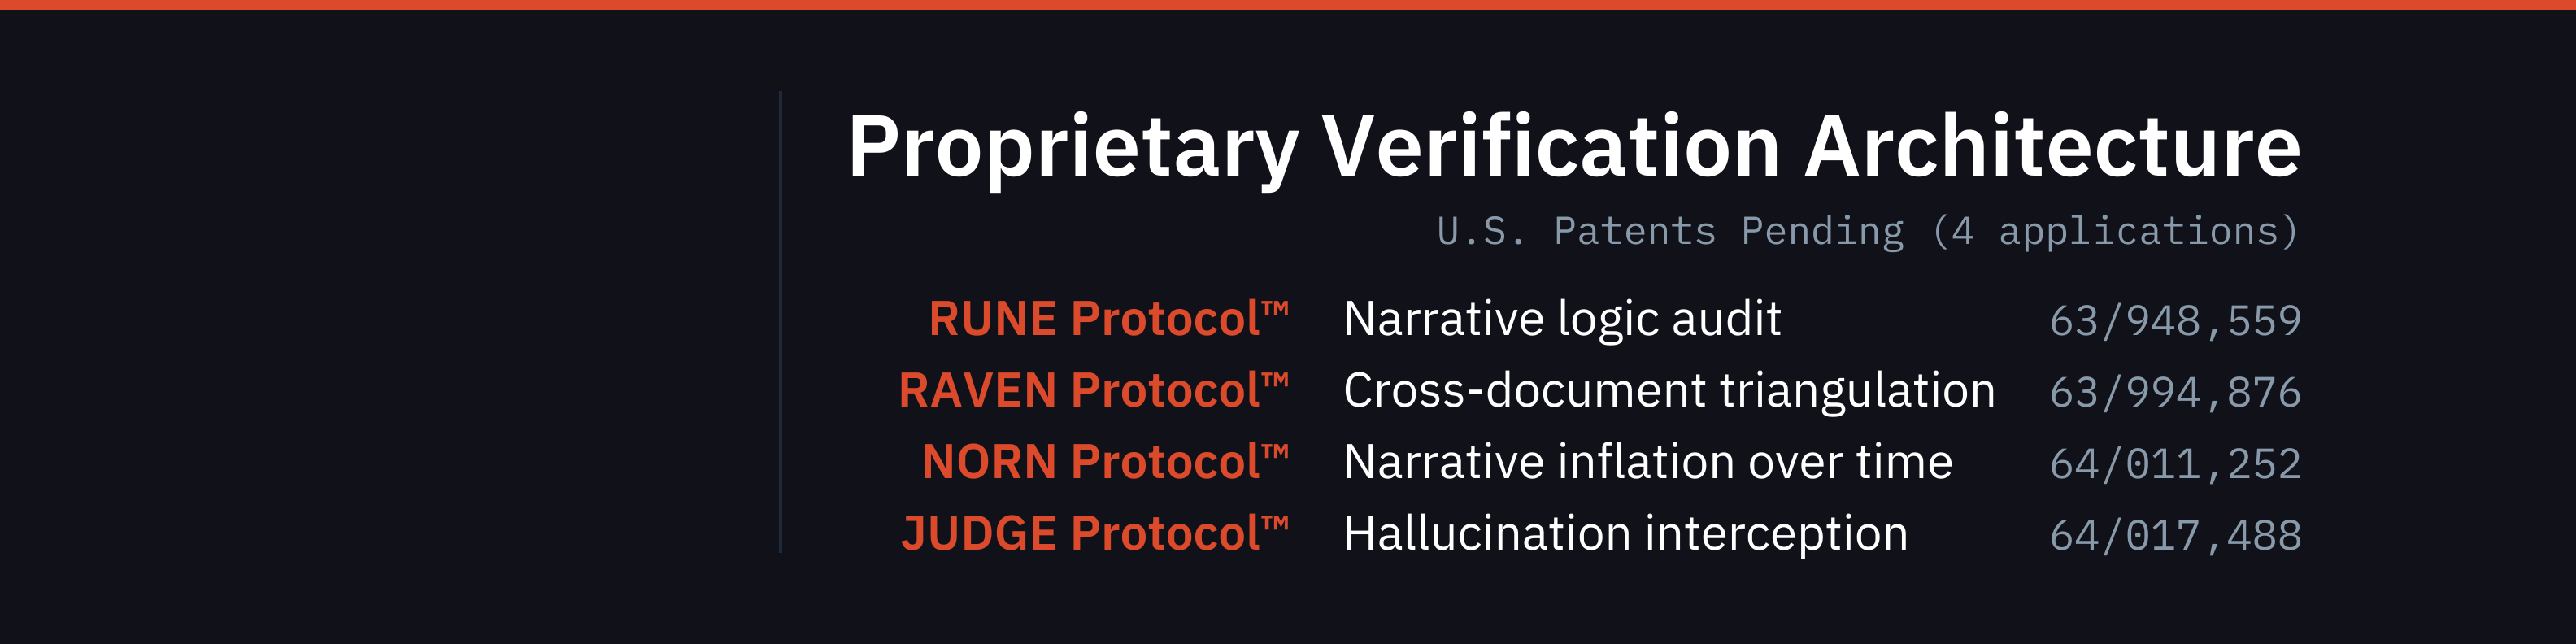 Proprietary Verification Architecture
U.S. Patents Pending (4 applications)
RUNE Protocol™ Narrative logic audit 63/948,559
RAVEN Protocol™ Cross-document triangulation 63/994,876
NORN Protocol™ Narrative inflation over time 64/011,252
JUDGE Protocol™ Hallucination interception 64/017,488